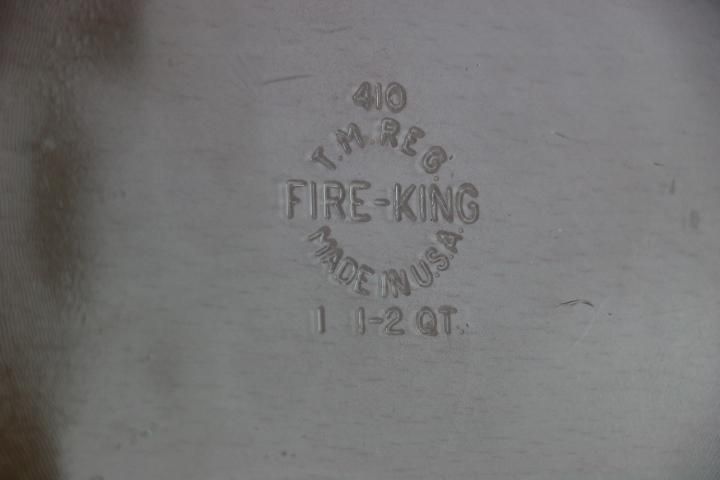 410
T.M. REG.
FIRE-KING
MADE IN U.S.A.
1 1-2 QT.